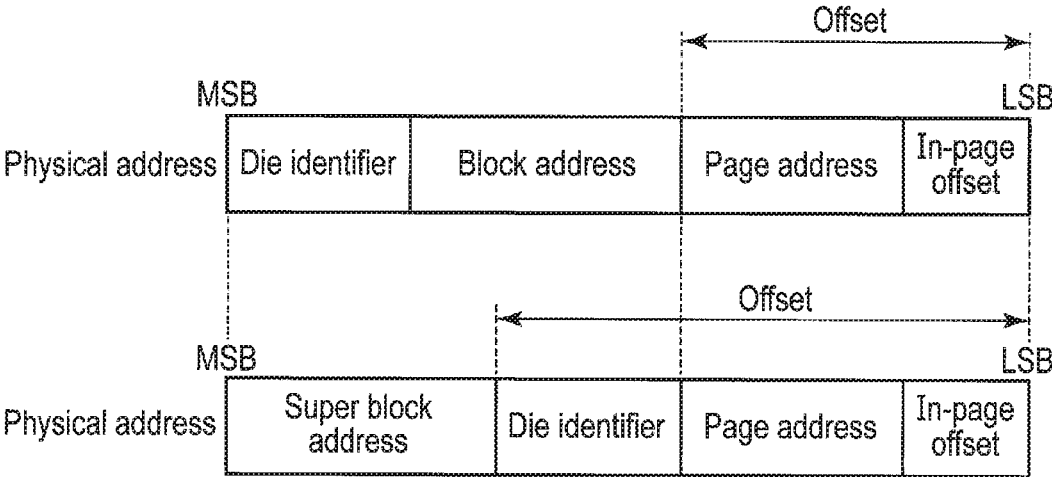 Offset
MSB
LSB
Physical address
Die identifier
Block address
Page address
In-page
offset
Offset
MSB
LSB
Physical address
Super block
address
Die identifier
Page address
In-page
offset